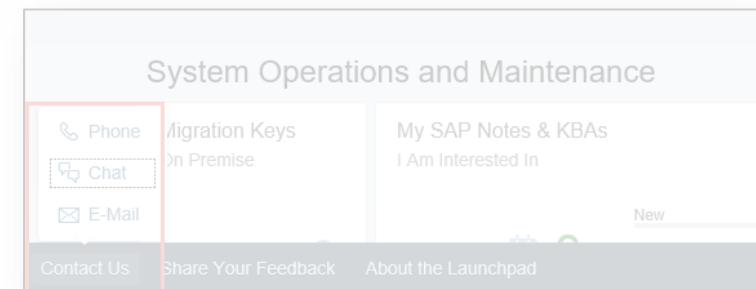 System Operations and Maintenance
Phone
Chat
E-Mail
Migration Keys
On Premise
My SAP Notes & KBAs
I Am Interested In
New
Contact Us
Share Your Feedback
About the Launchpad